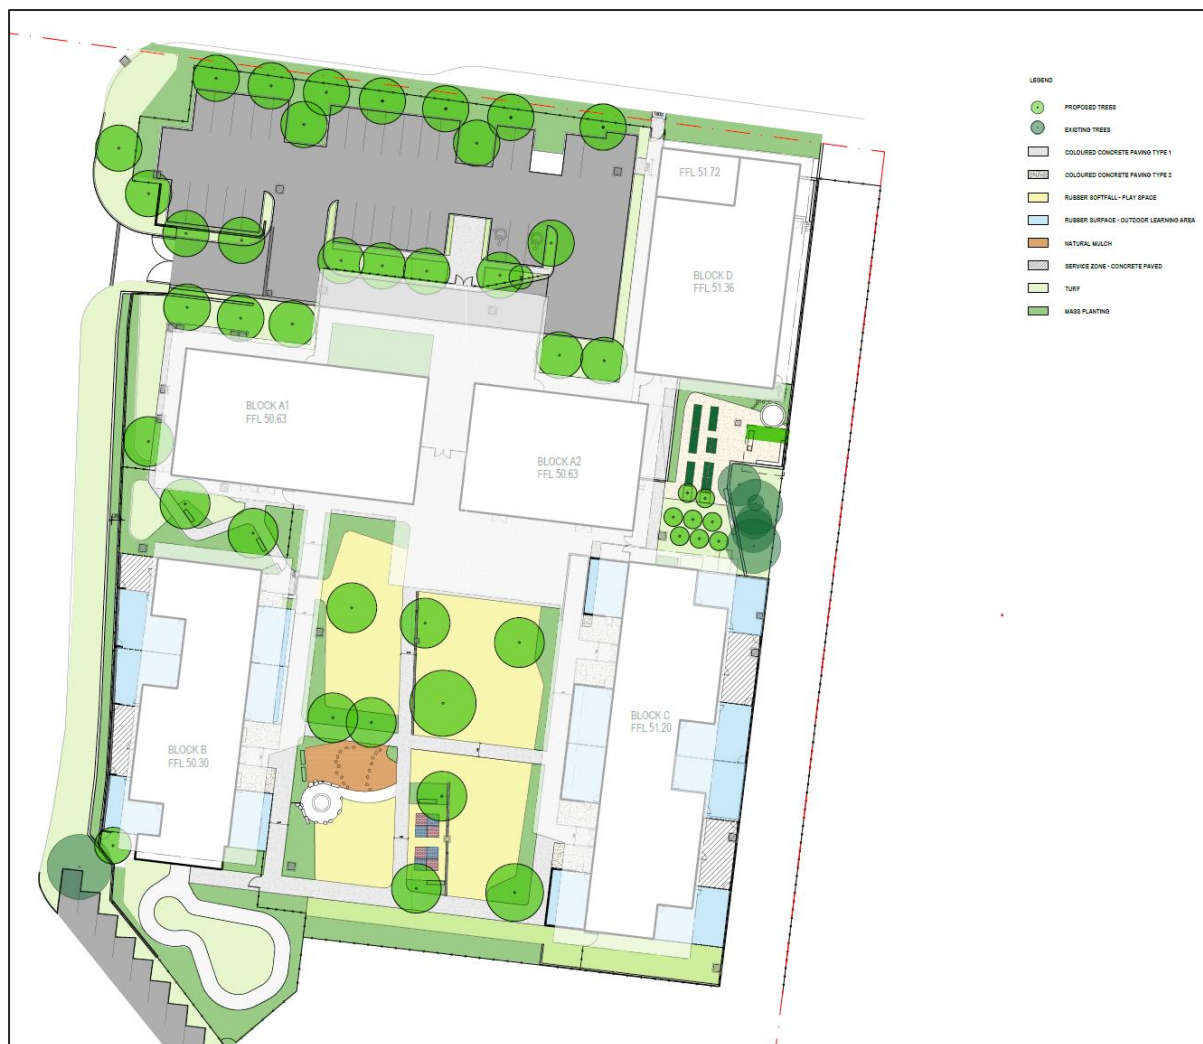 LEGEND
PROPOSED TREES
EXISTING TREES
COLOURED CONCRETE PAVING TYPE 1
COLOURED CONCRETE PAVING TYPE 2
RUBBER SOFTFALL - PLAY SPACE
RUBBER SURFACE - OUTDOOR LEARNING AREA
NATURAL MULCH
SERVICE ZONE - CONCRETE PAVED
TURF
MASS PLANTING
FFL 51.72
BLOCK D
FFL 51.36
BLOCK A1
FFL 50.63
BLOCK A2
FFL 50.63
BLOCK C
FFL 51.20
BLOCK B
FFL 50.30